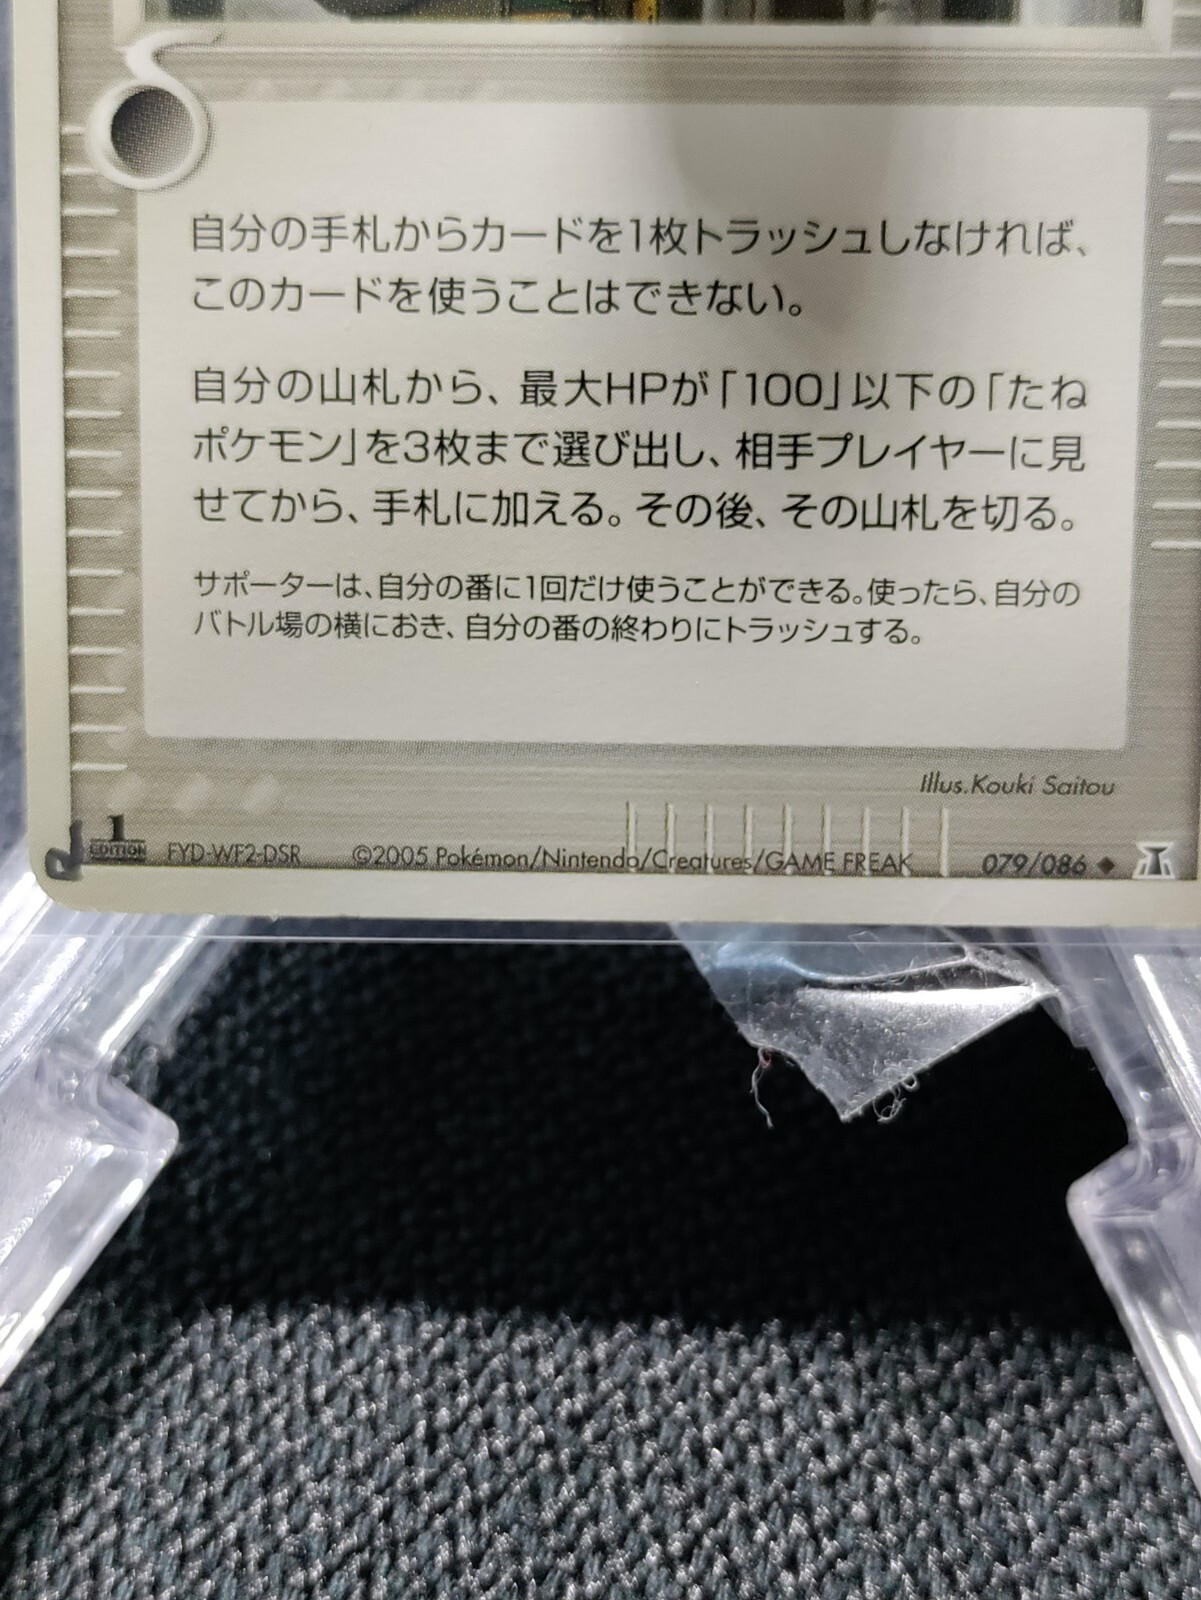 自分の手札からカードを1枚トラッシュしなければ、
このカードを使うことはできない。
自分の山札から、最大HPが「100」以下の「たね
ポケモン」を3枚まで選び出し、相手プレイヤーに見
せてから、手札に加える。その後、その山札を切る。
サポーターは、自分の番に1回だけ使うことができる。使ったら、自分の
バトル場の横におき、自分の番の終わりにトラッシュする。
Illus.Kouki Saitou
1 EDITION FYD-WF2-DSR ©2005 Pokémon/Nintendo/Creatures/GAME FREAK 079/086 ◆